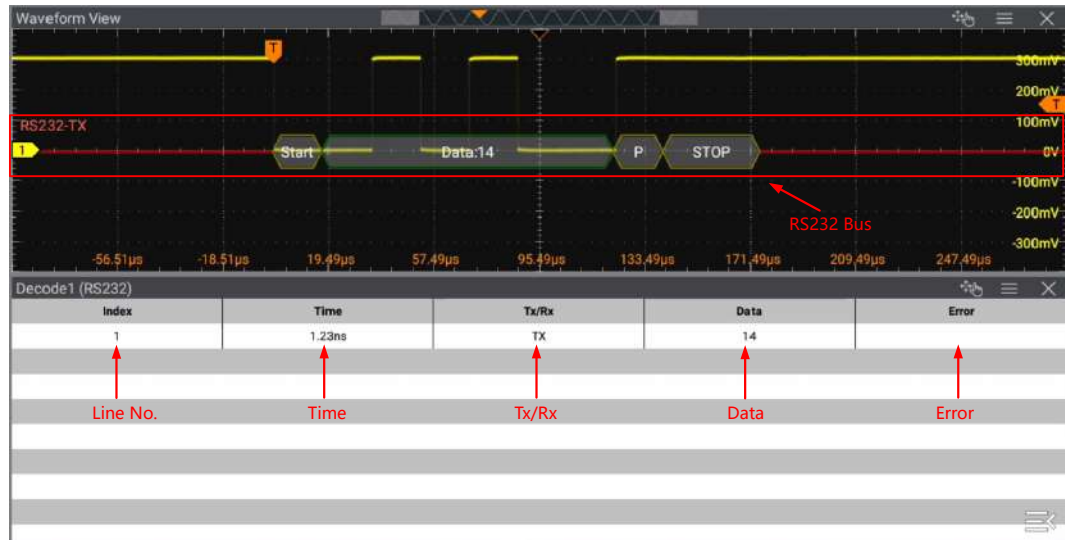 Waveform View
T
300mV
200mV
T
RS232-TX
100mV
1
Start
Data:14
P
STOP
0V
-100mV
RS232 Bus
-200mV
-300mV
-56.51µs -18.51µs 19.49µs 57.49µs 95.49µs 133.49µs 171.49µs 209.49µs 247.49µs
Decode1 (RS232)
Index Time Tx/Rx Data Error
1 1.23ns TX 14
Line No. Time Tx/Rx Data Error